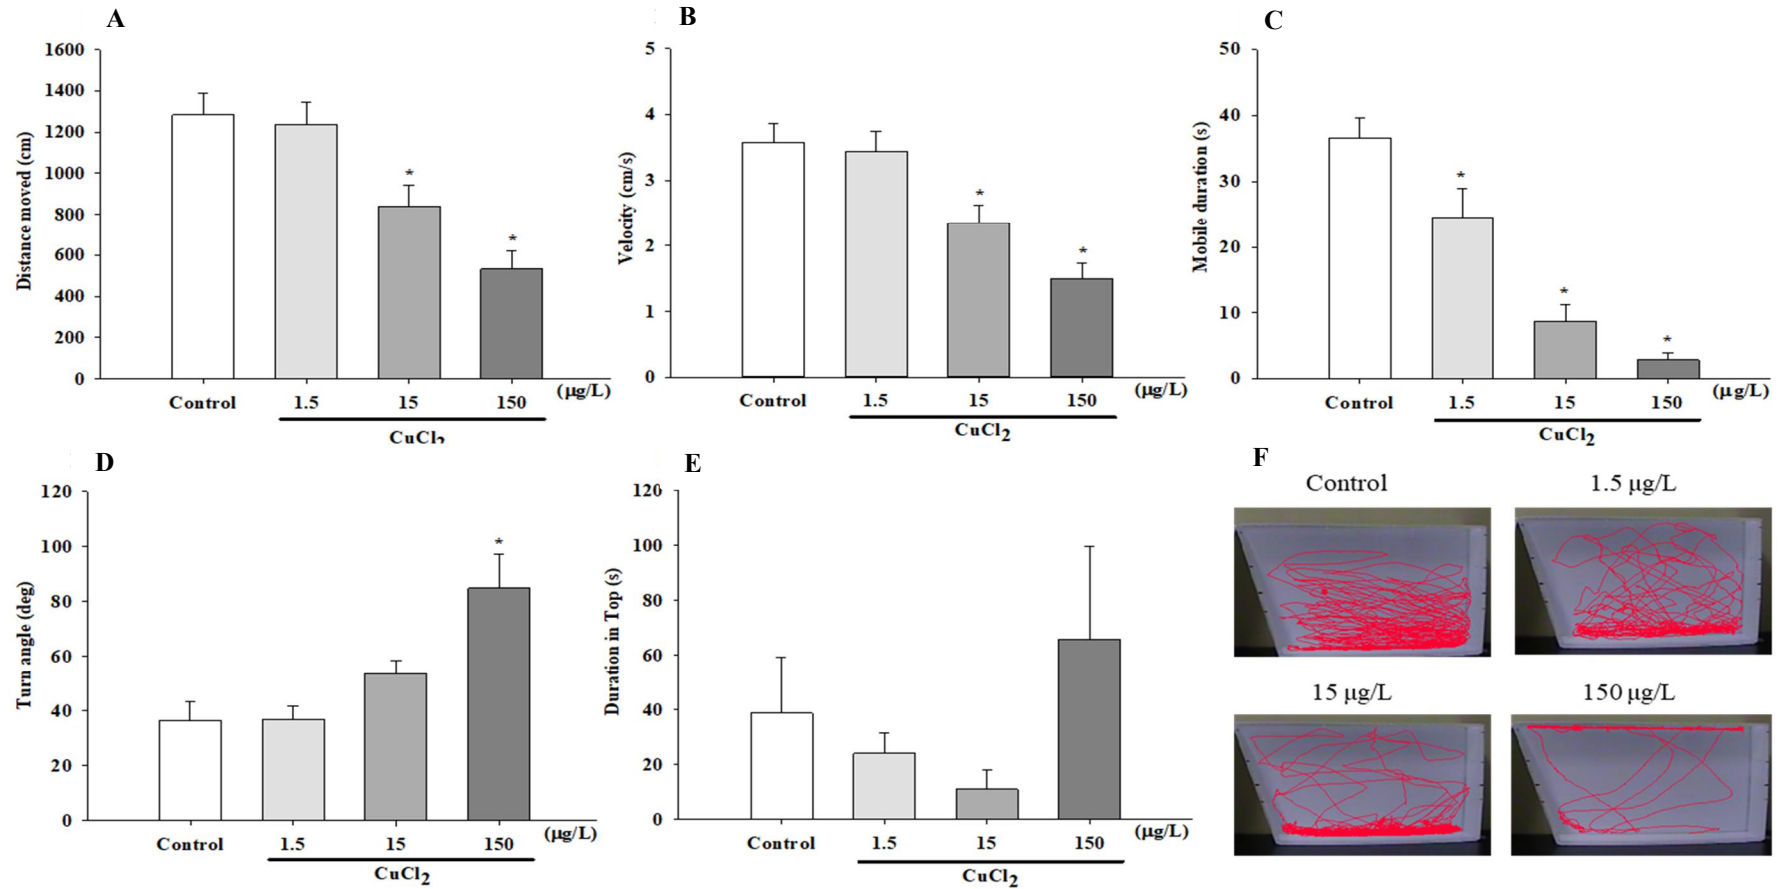 A
1600
1400
1200
1000
800
600
400
200
0
Distance moved (cm)
*
*
Control
1.5
15
150
(µg/L)
CuCl2
B
5
4
3
2
1
0
Velocity (cm/s)
*
*
Control
1.5
15
150
(µg/L)
CuCl2
C
50
40
30
20
10
0
Mobile duration (s)
*
*
*
Control
1.5
15
150
(µg/L)
CuCl2
D
120
100
80
60
40
20
0
Turn angle (deg)
*
Control
1.5
15
150
(µg/L)
CuCl2
E
120
100
80
60
40
20
0
Duration in Top (s)
Control
1.5
15
150
(µg/L)
CuCl2
F
Control
1.5 µg/L
15 µg/L
150 µg/L